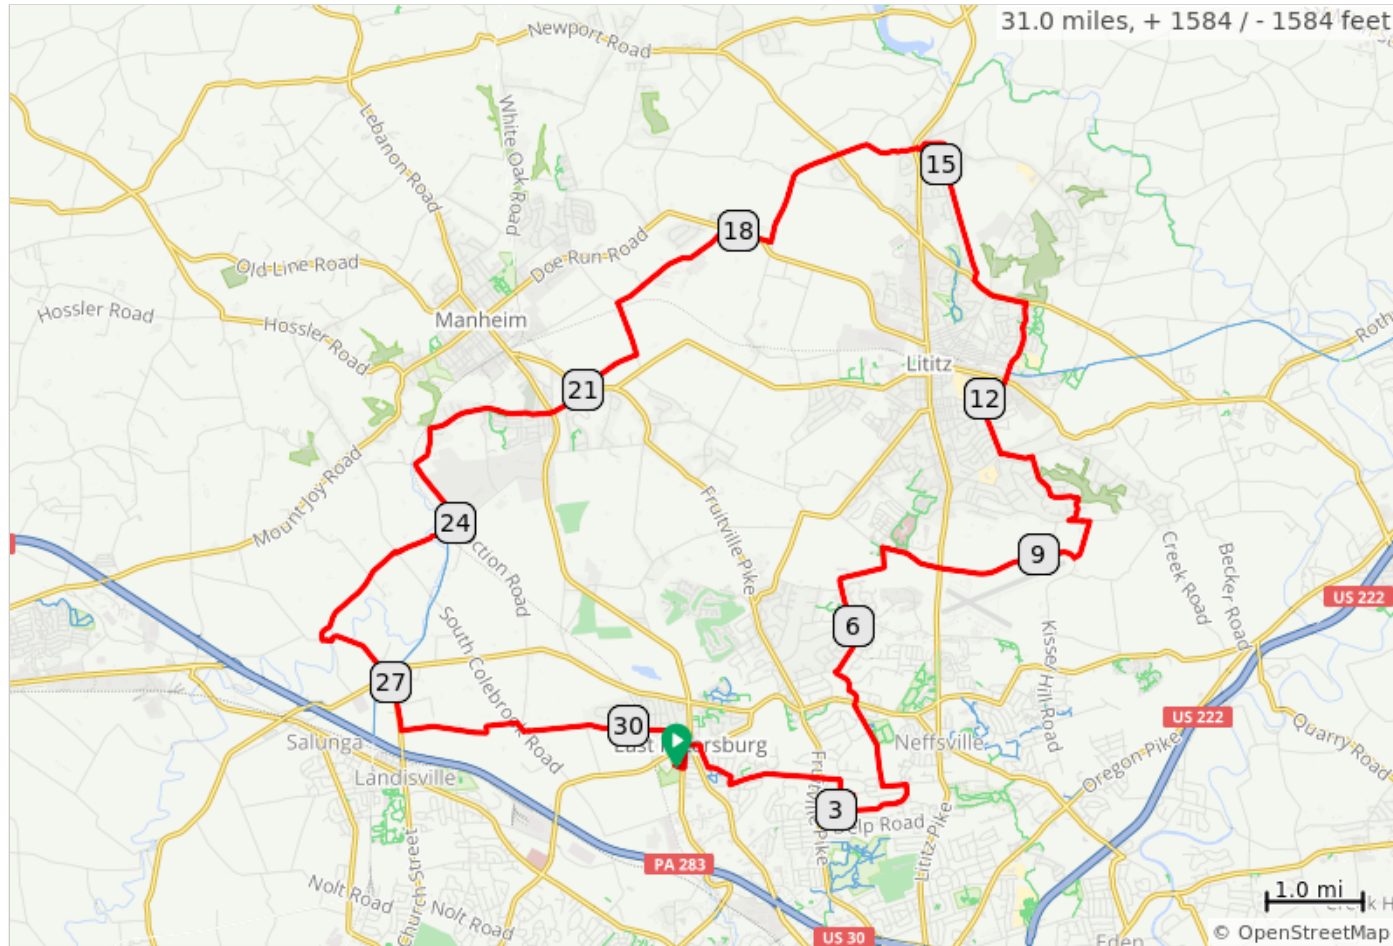 31.0 miles, + 1584 / - 1584 feet
Newport Road
Lebanon Road
White Oak Road
15
18
Doe Run Road
Old Line Road
Hossler Road
Hossler Road
Manheim
Lititz
21
12
Mount Joy Road
Fruitville Pike
24
9
Creek Road
Becker Road
US 222
South Colebrook Road
6
Kissel Hill Road
27
30
US 222
Quarry Road
Salunga
Neffsville
Landisville
Oregon Pike
3
Fruitville Pike
Lititz Pike
PA 283
Church Street
Nolt Road
Nolt Road
1.0 mi
US 30
Eden
© OpenStreetMap